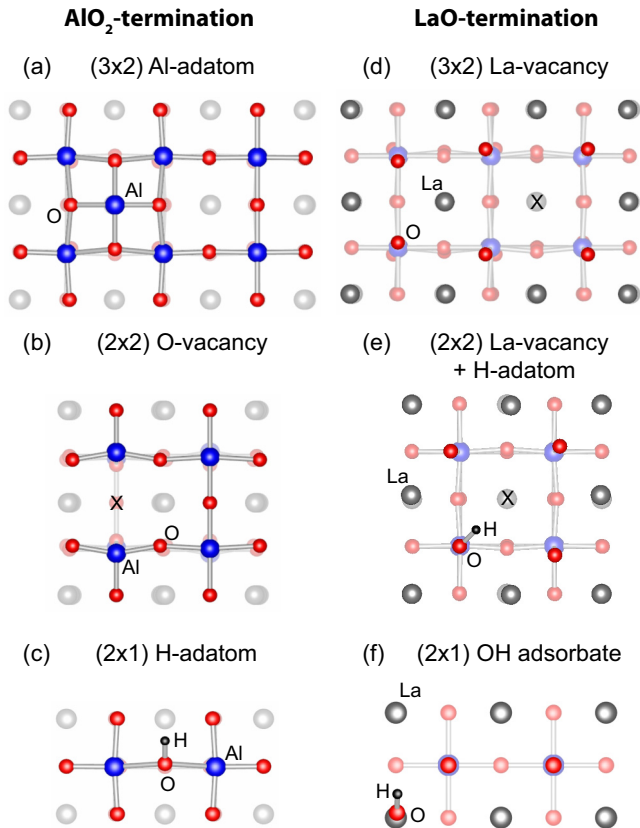 AlO₂-termination
LaO-termination
(a) (3x2) Al-adatom
Al
O
(d) (3x2) La-vacancy
La
X
O
(b) (2x2) O-vacancy
X
O
Al
(e) (2x2) La-vacancy
+ H-adatom
La
X
H
O
(c) (2x1) H-adatom
H
Al
O
(f) (2x1) OH adsorbate
La
H
O